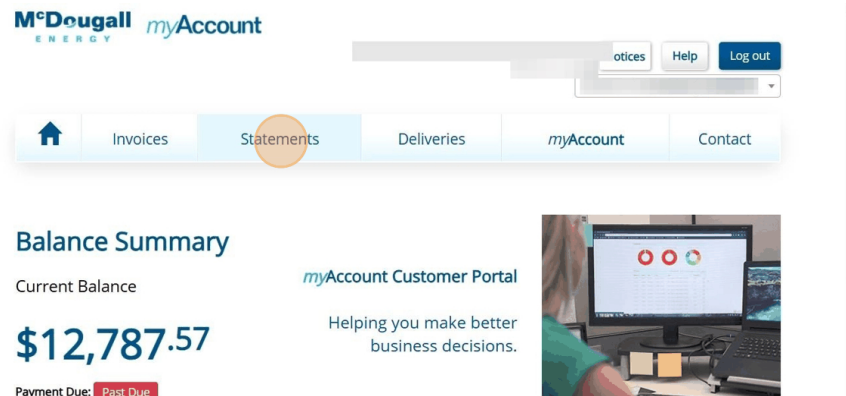 McDougall
ENERGY
myAccount
otices
Help
Log out
Invoices
Statements
Deliveries
myAccount
Contact
Balance Summary
Current Balance
$12,787.57
Payment Due: Past Due
myAccount Customer Portal
Helping you make better
business decisions.